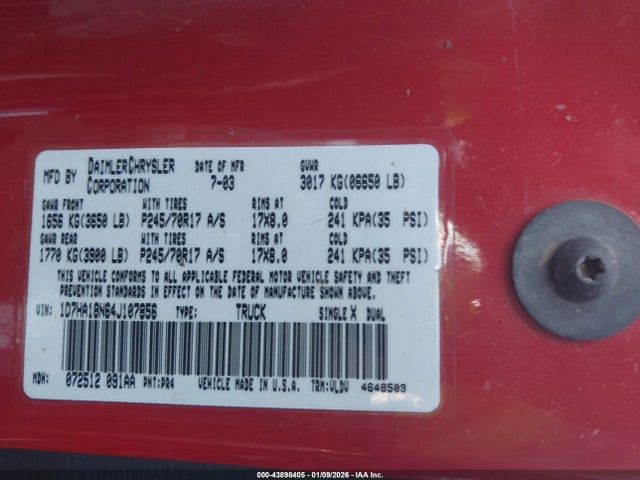 MFD BY DAIMLERCHRYSLER CORPORATION DATE OF MFR 7-03 GVWR 3017 KG(06650 LB)
GAWR FRONT WITH TIRES RIMS AT COLD
1656 KG(3650 LB) P245/70R17 A/S 17X8.0 241 KPA(35 PSI)
GAWR REAR WITH TIRES RIMS AT COLD
1770 KG(3900 LB) P245/70R17 A/S 17X8.0 241 KPA(35 PSI)
THIS VEHICLE CONFORMS TO ALL APPLICABLE FEDERAL MOTOR VEHICLE SAFETY AND THEFT
PREVENTION STANDARDS IN EFFECT ON THE DATE OF MANUFACTURE SHOWN ABOVE.
VIN: 1D7HA18N64J107856 TYPE: TRUCK SINGLE X DUAL
MDH: 072512 091AA PNT:PR4 VEHICLE MADE IN U.S.A. TRM:VLDV 4648503
000-43898405 - 01/09/2026 - IAA Inc.